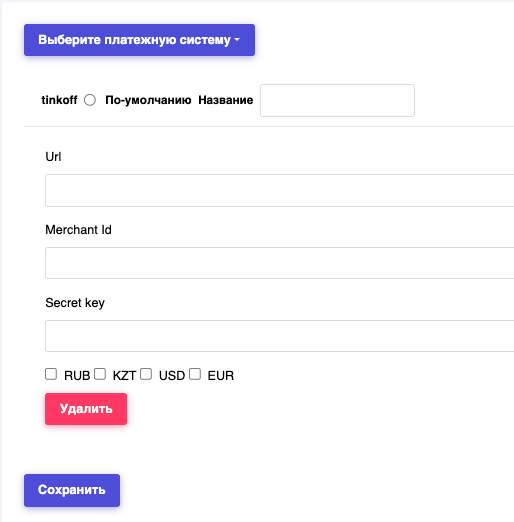 Выберите платежную систему
tinkoff По-умолчанию Название
Url
Merchant Id
Secret key
RUB KZT USD EUR
Удалить
Сохранить